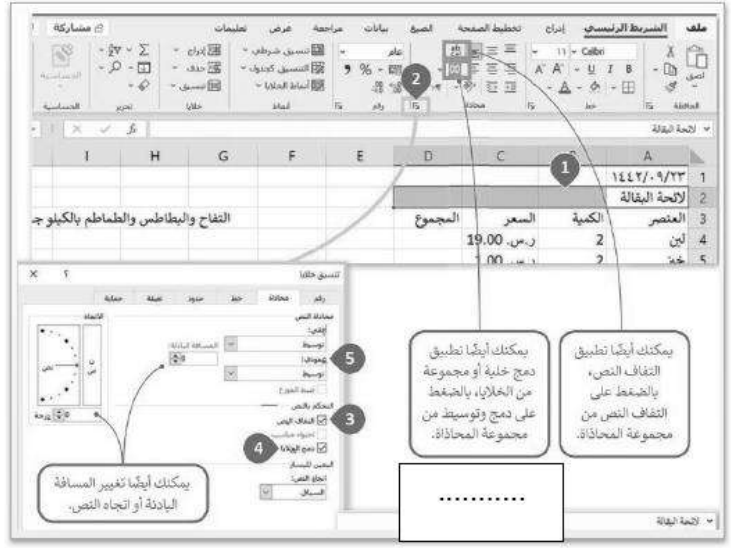 ملف الشريط الرئيسي إدراج تخطيط الصفحة الصيغ بيانات مراجعة عرض تعليمات مشاركة
لصق
Calibri 11
B I U A A
عام
% 9
تنسيق شرطي
التنسيق كجدول
أنماط الخلايا
إدراج
حذف
تنسيق
الحساسية
الحافظة خط محاذاة رقم أنماط خلايا تحرير الحساسية
2
لائحة البقالة
fx
A C D E F G H I
1
1 ١٤٤٢/٠٩/٢٣
2 لائحة البقالة
3 العنصر الكمية السعر المجموع التفاح والبطاطس والطماطم بالكيلو جـ
4 لبن 2 ر.س. 19.00
5 خبز 2 ر.س. 1.00
تنسيق خلايا
؟ ×
رقم محاذاة خط حدود تعبئة حماية
محاذاة النص
أفقي:
توسيط
المسافة البادئة:
0
عمودي:
5
توسيط
ضبط الموزع
التحكم بالنص
التفاف النص
3
احتواء مناسب
دمج الخلايا
4
من اليمين لليسار
اتجاه النص:
السياق
الاتجاه
نص
0 درجة
يمكنك أيضًا تطبيق
التفاف النص،
بالضغط على
التفاف النص من
مجموعة المحاذاة.
يمكنك أيضًا تطبيق
دمج خلية أو مجموعة
من الخلايا، بالضغط
على دمج وتوسيط من
مجموعة المحاذاة.
يمكنك أيضًا تغيير المسافة
البادئة أو اتجاه النص.
...........
لائحة البقالة